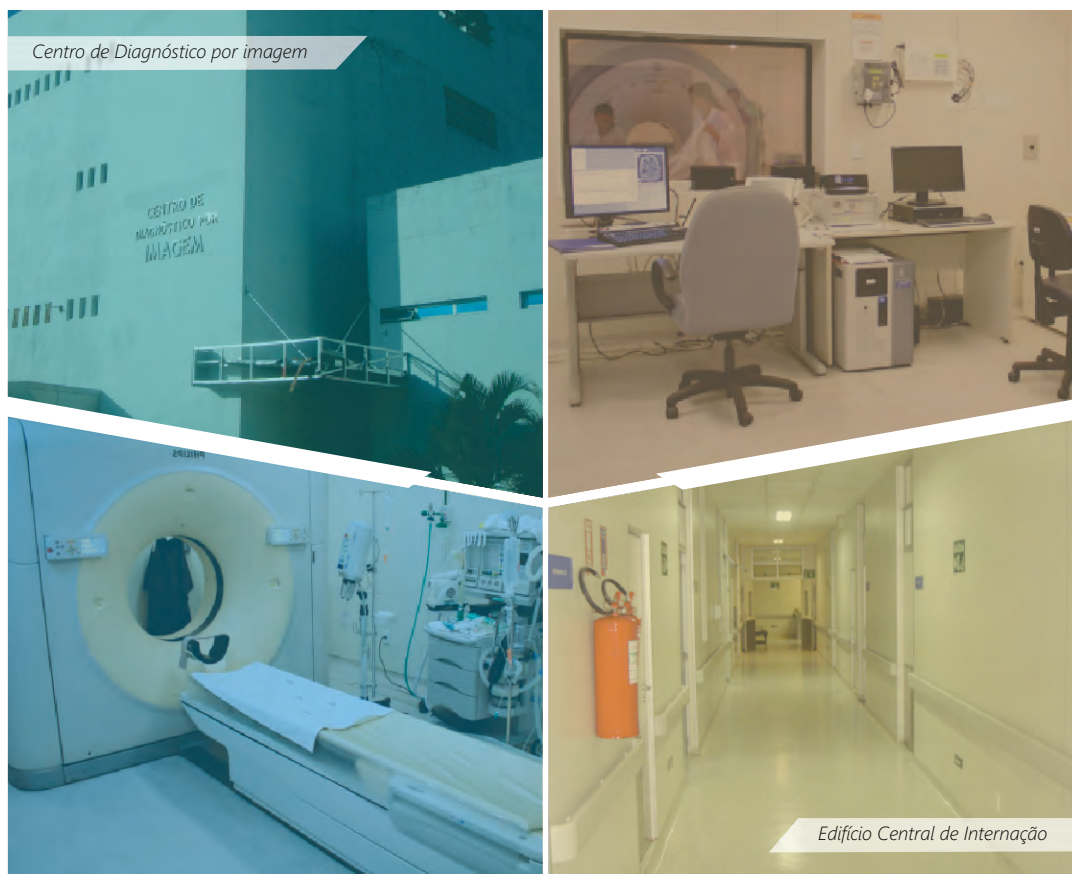 Centro de Diagnóstico por imagem
CENTRO DE
DIAGNÓSTICO POR
IMAGEM
PHILIPS
Edifício Central de Internação